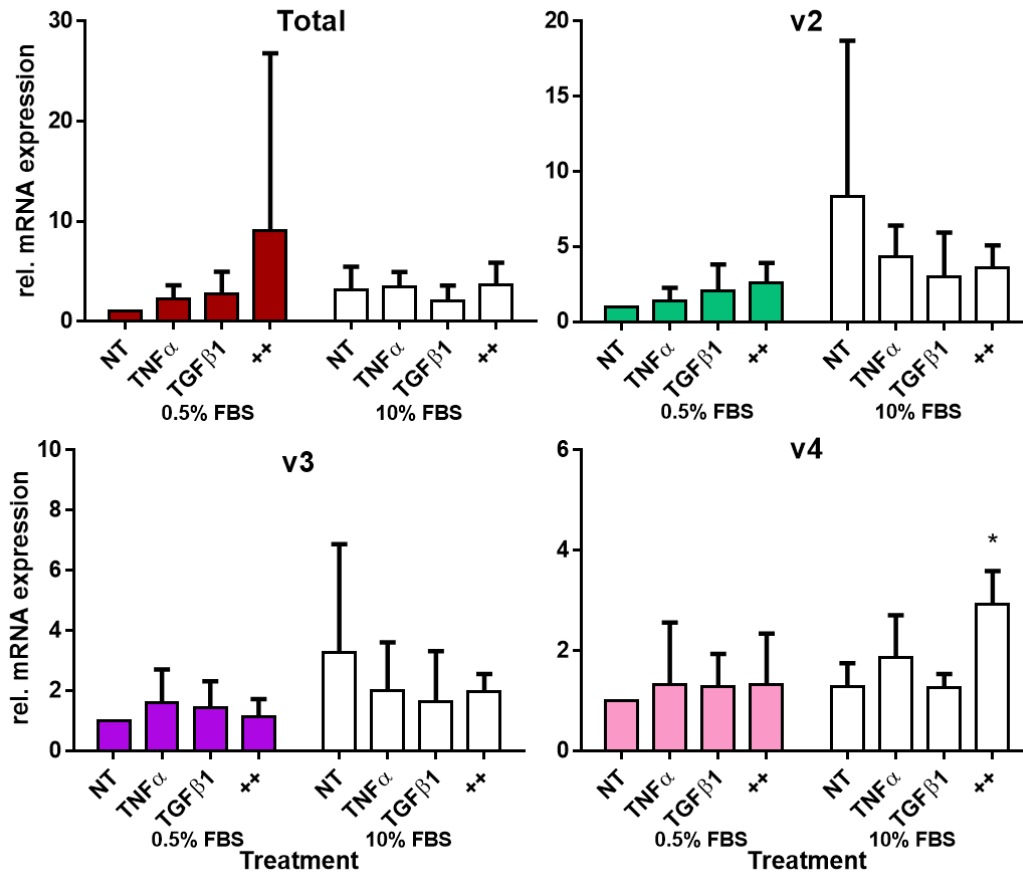 Total
rel. mRNA expression
30
20
10
0
NT TNFα TGFβ1 ++ NT TNFα TGFβ1 ++
0.5% FBS 10% FBS
v2
20
15
10
5
0
NT TNFα TGFβ1 ++ NT TNFα TGFβ1 ++
0.5% FBS 10% FBS
v3
rel. mRNA expression
10
8
6
4
2
0
NT TNFα TGFβ1 ++ NT TNFα TGFβ1 ++
0.5% FBS 10% FBS
Treatment
v4
6
4
2
0
*
NT TNFα TGFβ1 ++ NT TNFα TGFβ1 ++
0.5% FBS 10% FBS
Treatment